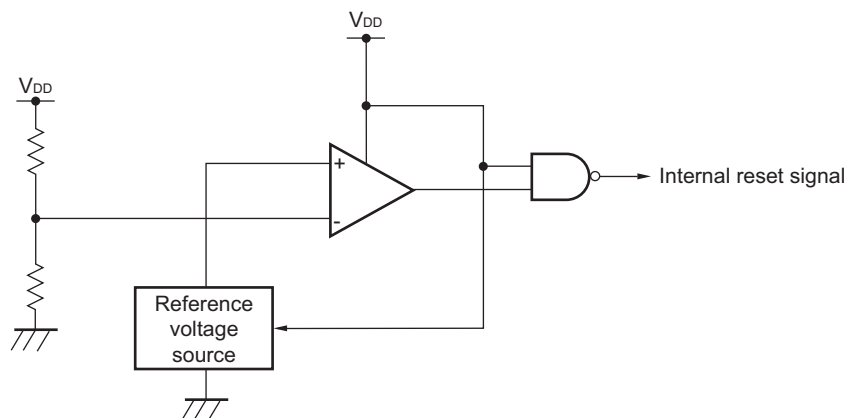 VDD
VDD
+
-
Internal reset signal
Reference
voltage
source